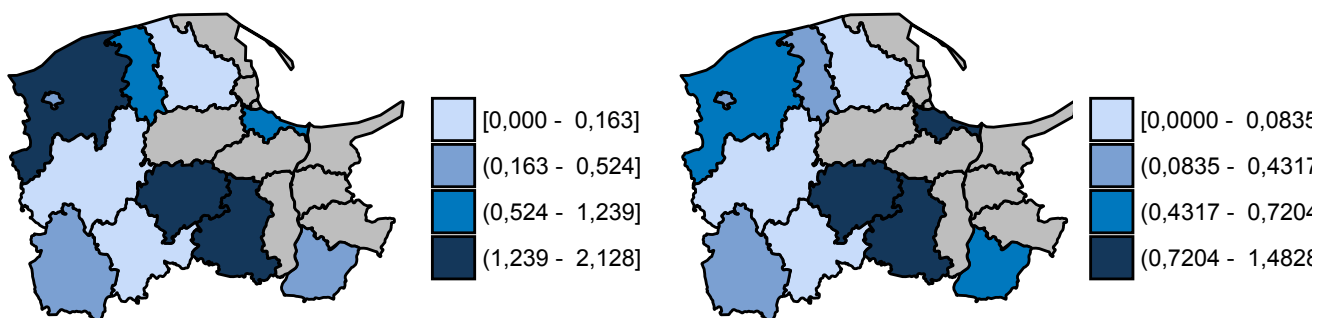 [0,000 - 0,163]
(0,163 - 0,524]
(0,524 - 1,239]
(1,239 - 2,128]
[0,0000 - 0,0835
(0,0835 - 0,4317
(0,4317 - 0,7204
(0,7204 - 1,4828